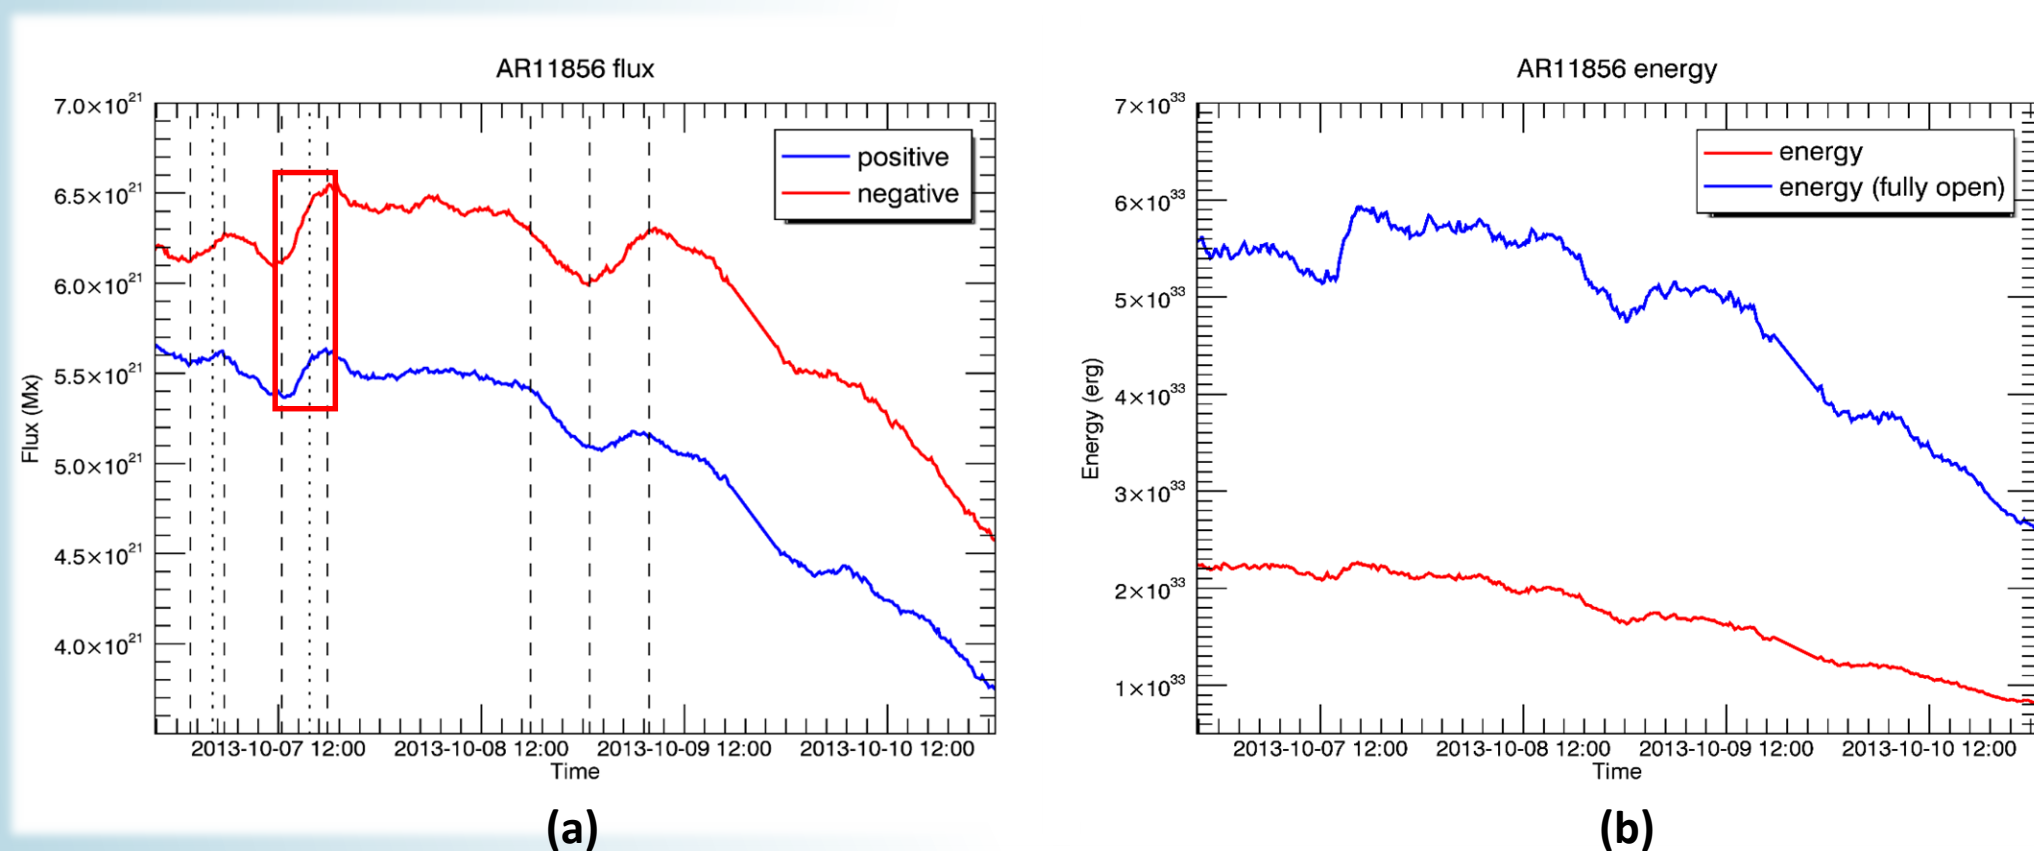 AR11856 flux
7.0×10²¹
6.5×10²¹
6.0×10²¹
5.5×10²¹
5.0×10²¹
4.5×10²¹
4.0×10²¹
Flux (Mx)
positive
negative
2013-10-07 12:00 2013-10-08 12:00 2013-10-09 12:00 2013-10-10 12:00
Time
(a)
AR11856 energy
7×10³³
6×10³³
5×10³³
4×10³³
3×10³³
2×10³³
1×10³³
Energy (erg)
energy
energy (fully open)
2013-10-07 12:00 2013-10-08 12:00 2013-10-09 12:00 2013-10-10 12:00
Time
(b)